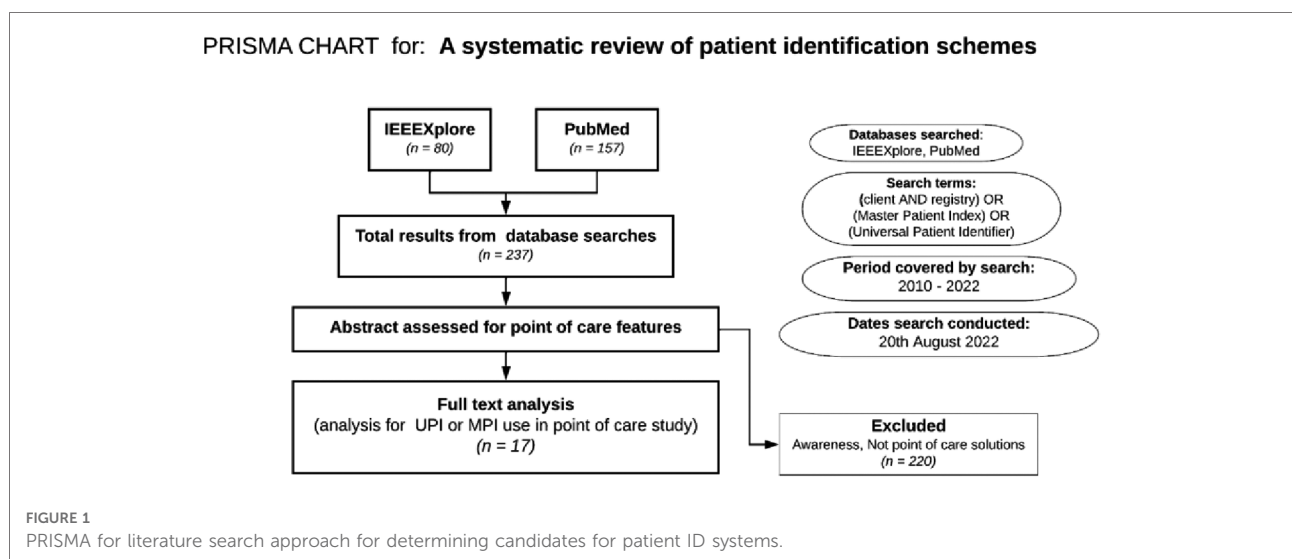 PRISMA CHART for: A systematic review of patient identification schemes
IEEEXplore
(n = 80)
PubMed
(n = 157)
Total results from database searches
(n = 237)
Abstract assessed for point of care features
Full text analysis
(analysis for UPI or MPI use in point of care study)
(n = 17)
Excluded
Awareness, Not point of care solutions
(n = 220)
Databases searched:
IEEEXplore, PubMed
Search terms:
(client AND registry) OR
(Master Patient Index) OR
(Universal Patient Identifier)
Period covered by search:
2010 - 2022
Dates search conducted:
20th August 2022
FIGURE 1
PRISMA for literature search approach for determining candidates for patient ID systems.